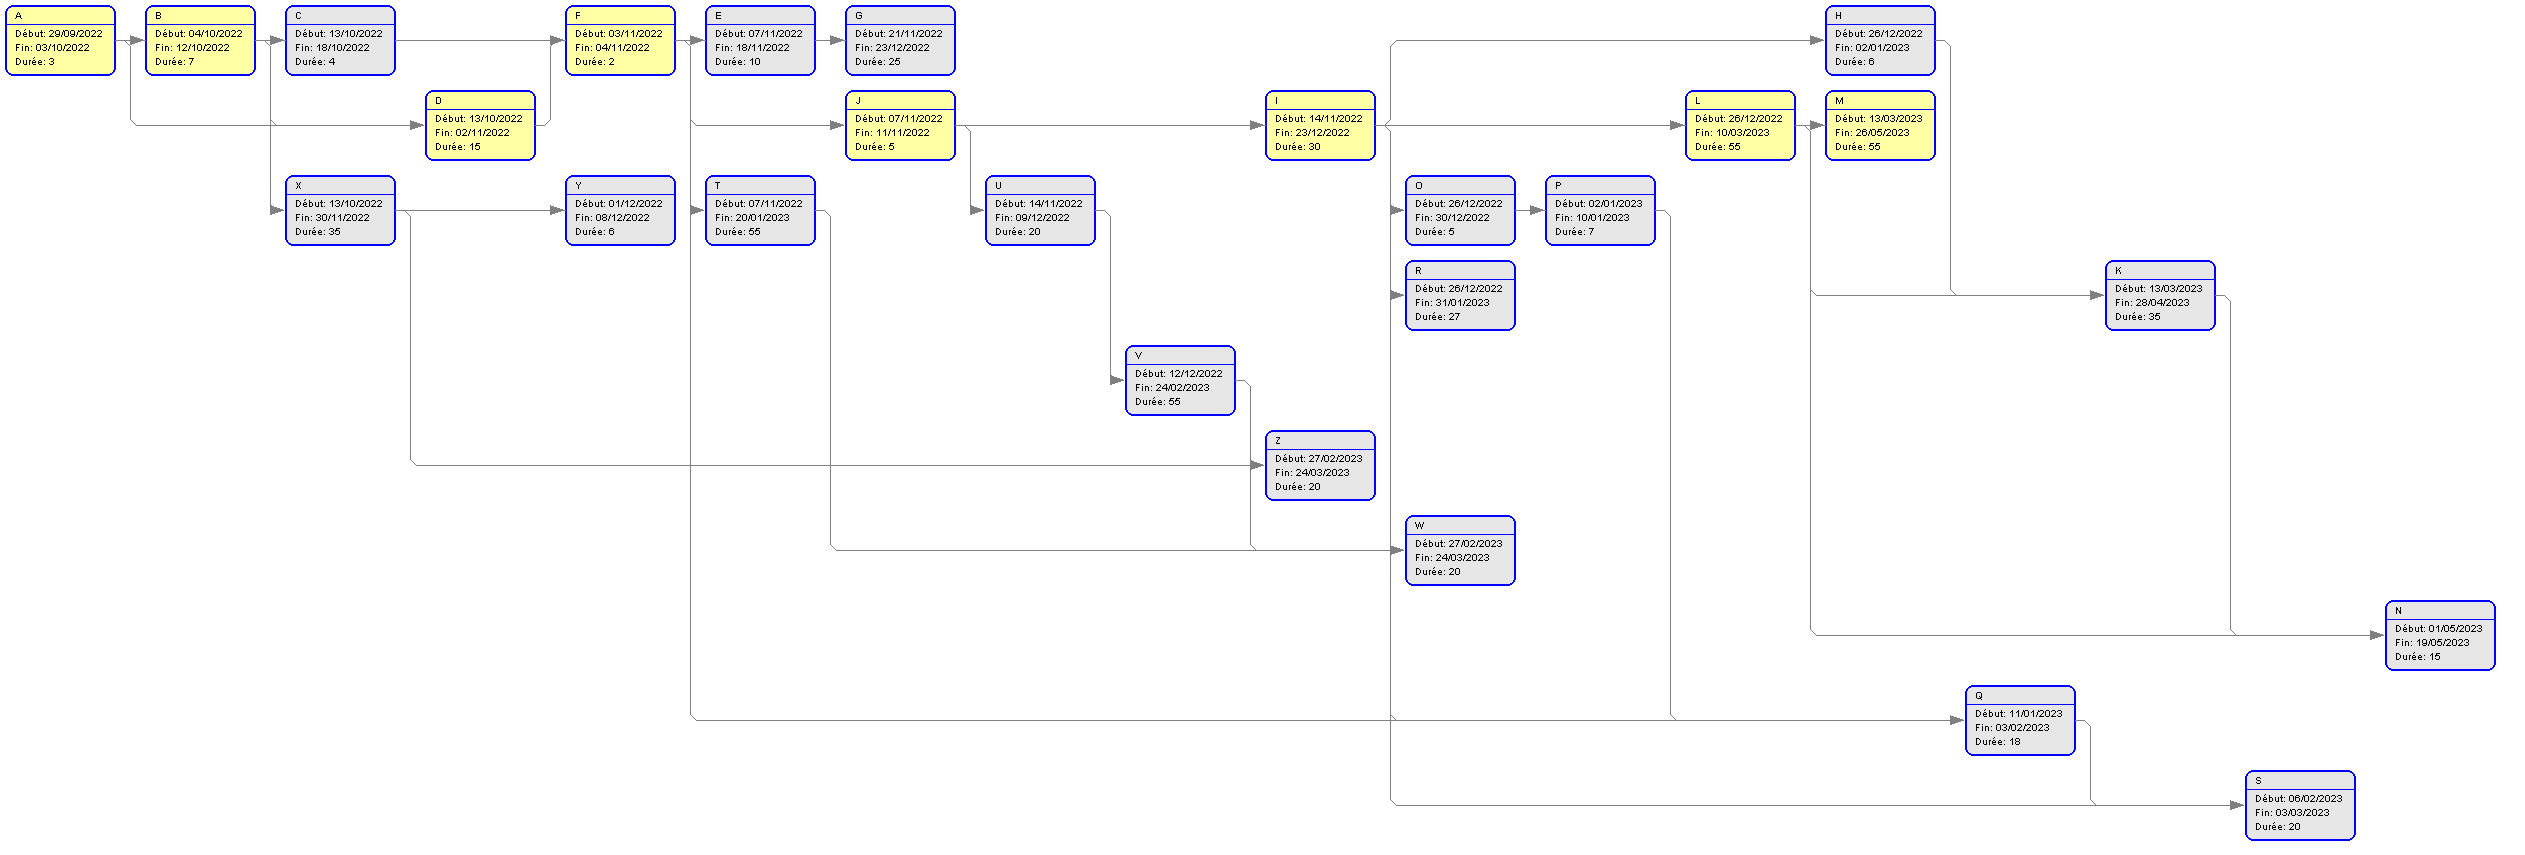 A
Début: 29/09/2022
Fin: 03/10/2022
Durée: 3
B
Début: 04/10/2022
Fin: 12/10/2022
Durée: 7
C
Début: 13/10/2022
Fin: 18/10/2022
Durée: 4
F
Début: 03/11/2022
Fin: 04/11/2022
Durée: 2
E
Début: 07/11/2022
Fin: 18/11/2022
Durée: 10
G
Début: 21/11/2022
Fin: 23/12/2022
Durée: 25
H
Début: 26/12/2022
Fin: 02/01/2023
Durée: 6
D
Début: 13/10/2022
Fin: 02/11/2022
Durée: 15
J
Début: 07/11/2022
Fin: 11/11/2022
Durée: 5
I
Début: 14/11/2022
Fin: 23/12/2022
Durée: 30
L
Début: 26/12/2022
Fin: 10/03/2023
Durée: 55
M
Début: 13/03/2023
Fin: 26/05/2023
Durée: 55
X
Début: 13/10/2022
Fin: 30/11/2022
Durée: 35
Y
Début: 01/12/2022
Fin: 08/12/2022
Durée: 6
T
Début: 07/11/2022
Fin: 20/01/2023
Durée: 55
U
Début: 14/11/2022
Fin: 09/12/2022
Durée: 20
O
Début: 26/12/2022
Fin: 30/12/2022
Durée: 5
P
Début: 02/01/2023
Fin: 10/01/2023
Durée: 7
R
Début: 26/12/2022
Fin: 31/01/2023
Durée: 27
K
Début: 13/03/2023
Fin: 28/04/2023
Durée: 35
V
Début: 12/12/2022
Fin: 24/02/2023
Durée: 55
Z
Début: 27/02/2023
Fin: 24/03/2023
Durée: 20
W
Début: 27/02/2023
Fin: 24/03/2023
Durée: 20
N
Début: 01/05/2023
Fin: 19/05/2023
Durée: 15
Q
Début: 11/01/2023
Fin: 03/02/2023
Durée: 18
S
Début: 06/02/2023
Fin: 03/03/2023
Durée: 20